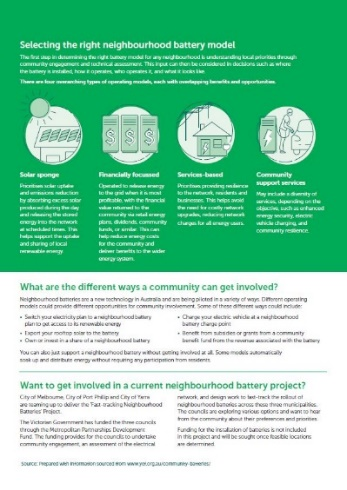 Selecting the right neighbourhood battery model
The first step in determining the right battery model for any neighbourhood is understanding local priorities through
community engagement and technical assessment. This input can then be considered in decisions such as where
the battery is installed, how it operates, who operates it, and what it looks like.
There are four overarching types of operating models, each with overlapping benefits and opportunities.
Solar sponge
Prioritises solar uptake
and emissions reduction
by absorbing excess solar
produced during the day
and releasing the stored
energy into the network
at scheduled times. This
helps support the uptake
and sharing of local
renewable energy.
Financially focussed
Operated to release energy
to the grid when it is most
profitable, with the financial
value returned to the
community via retail energy
plans, dividends, community
funds, or similar. This can
help reduce energy costs
for the community and
deliver benefits to the wider
energy system.
Services-based
Prioritises providing resilience
to the network, residents and
businesses. This helps avoid
the need for costly network
upgrades, reducing network
charges for all energy users.
Community
support services
May include a diversity of
services, depending on the
objective, such as enhanced
energy security, electric
vehicle charging, and
community resilience.
What are the different ways a community can get involved?
Neighbourhood batteries are a new technology in Australia and are being piloted in a variety of ways. Different operating
models could provide different opportunities for community involvement. Some of these different ways could include:
• Switch your electricity plan to a neighbourhood battery
plan to get access to its renewable energy
• Export your rooftop solar to the battery
• Own or invest in a share of a neighbourhood battery
• Charge your electric vehicle at a neighbourhood
battery charge point
• Benefit from subsidies or grants from a community
benefit fund from the revenue associated with the battery
You can also just support a neighbourhood battery without getting involved at all. Some models automatically
soak up and distribute energy without requiring any participation from residents.
Want to get involved in a current neighbourhood battery project?
City of Melbourne, City of Port Phillip and City of Yarra
are teaming up to deliver the 'Fast-tracking Neighbourhood
Batteries' Project.
The Victorian Government has funded the three councils
through the Metropolitan Partnerships Development
Fund. The funding provides for the councils to undertake
community engagement, an assessment of the electrical
network, and design work to fast-track the rollout of
neighbourhood batteries across these three municipalities.
The councils are exploring various options and want to hear
from the community about their preferences and priorities.
Funding for the installation of batteries is not included
in this project and will be sought once feasible locations
are determined.
Source: Prepared with information sourced from www.yef.org.au/community-batteries/